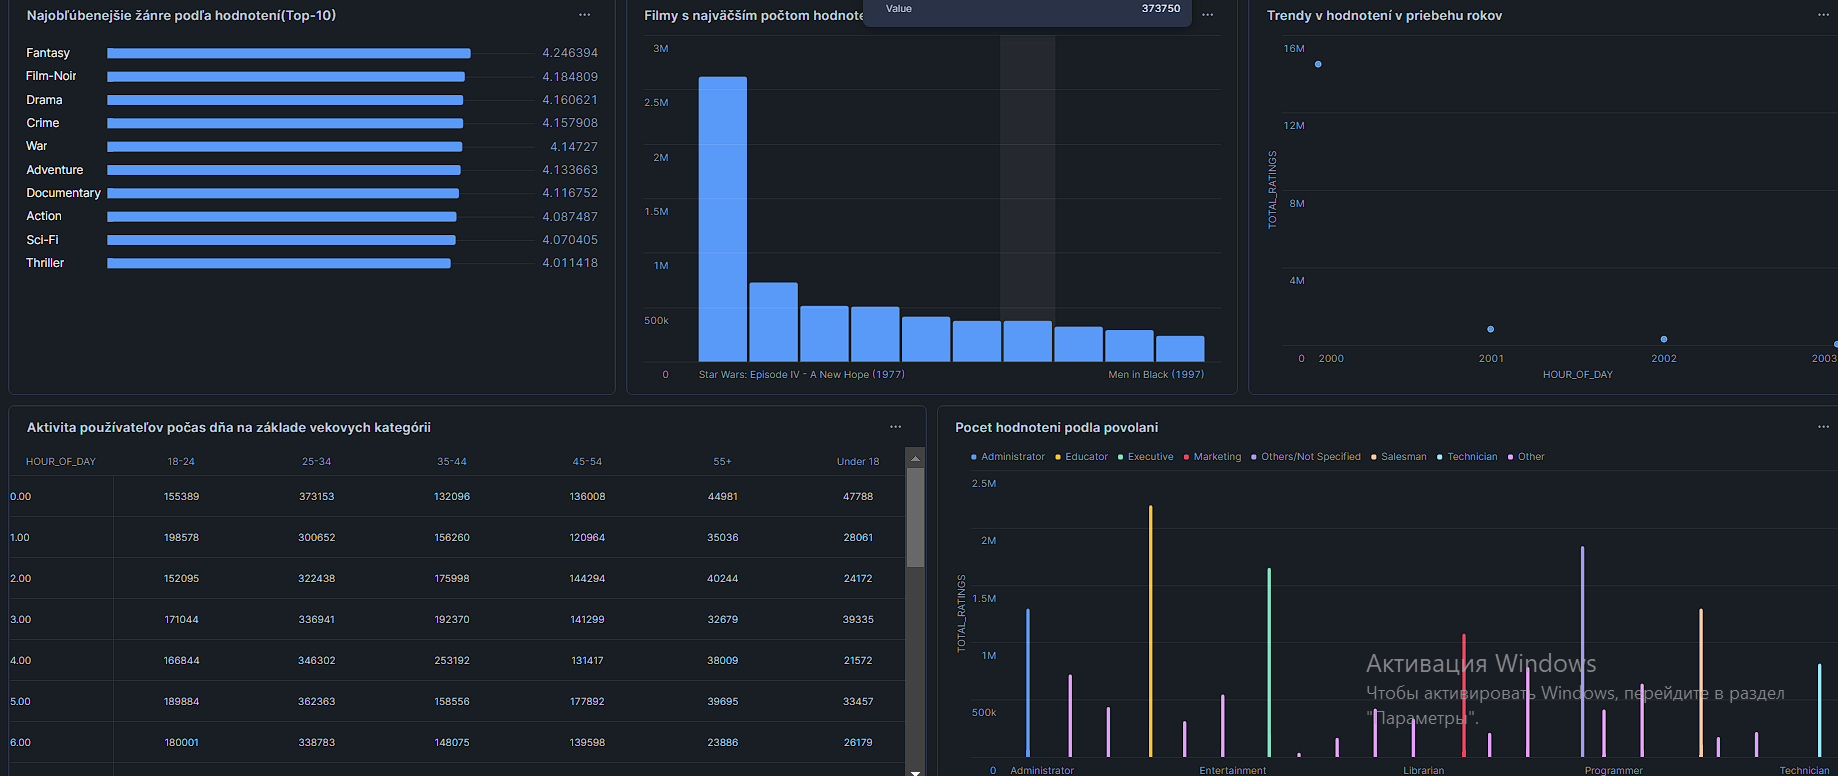 Najobľúbenejšie žánre podľa hodnotení(Top-10)
Fantasy 4.246394
Film-Noir 4.184809
Drama 4.160621
Crime 4.157908
War 4.14727
Adventure 4.133663
Documentary 4.116752
Action 4.087487
Sci-Fi 4.070405
Thriller 4.011418
Filmy s najväčším počtom
Value 373750
3M
2.5M
2M
1.5M
1M
500k
0
Star Wars: Episode IV - A New Hope (1977) Men in Black (1997)
Trendy v hodnotení v priebehu rokov
16M
12M
8M
4M
0
TOTAL_RATINGS
2000 2001 2002 2003
HOUR_OF_DAY
Aktivita používateľov počas dňa na základe vekovych kategórii
HOUR_OF_DAY 18-24 25-34 35-44 45-54 55+ Under 18
0.00 155389 373153 132096 136008 44981 47788
1.00 198578 300652 156260 120964 35036 28061
2.00 152095 322438 175998 144294 40244 24172
3.00 171044 336941 192370 141299 32679 39335
4.00 166844 346302 253192 131417 38009 21572
5.00 189884 362363 158556 177892 39695 33457
6.00 180001 338783 148075 139598 23886 26179
Pocet hodnoteni podla povolani
Administrator Educator Executive Marketing Others/Not Specified Salesman Technician Other
2.5M
2M
1.5M
1M
500k
0
TOTAL_RATINGS
Administrator Entertainment Librarian Programmer Technician
Активация Windows
Чтобы активировать Windows, перейдите в раздел
"Параметры".